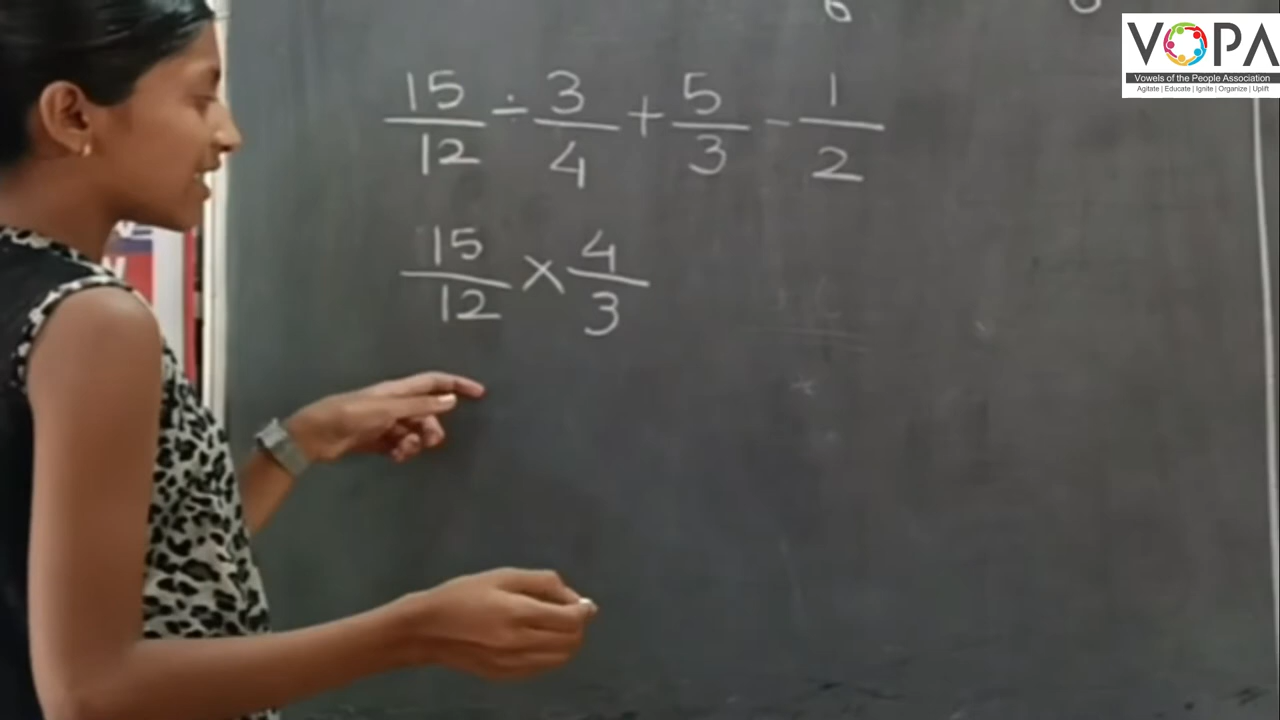 VOPA
Vowels of the People Association
Agitate | Educate | Ignite | Organize | Uplift
15/12 ÷ 3/4 + 5/3 - 1/2
15/12 × 4/3